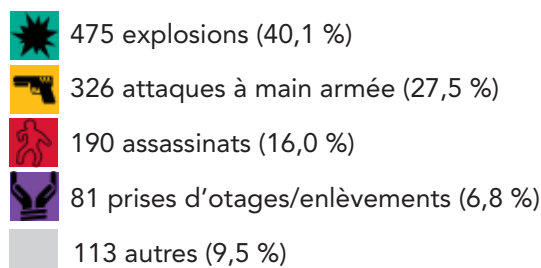 475 explosions (40,1 %)
326 attaques à main armée (27,5 %)
190 assassinats (16,0 %)
81 prises d'otages/enlèvements (6,8 %)
113 autres (9,5 %)